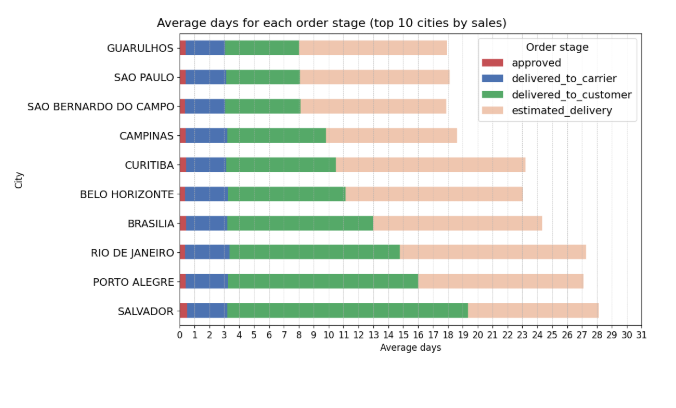 Average days for each order stage (top 10 cities by sales)
Order stage
approved
delivered_to_carrier
delivered_to_customer
estimated_delivery
City
GUARULHOS
SAO PAULO
SAO BERNARDO DO CAMPO
CAMPINAS
CURITIBA
BELO HORIZONTE
BRASILIA
RIO DE JANEIRO
PORTO ALEGRE
SALVADOR
0 1 2 3 4 5 6 7 8 9 10 11 12 13 14 15 16 17 18 19 20 21 22 23 24 25 26 27 28 29 30 31
Average days